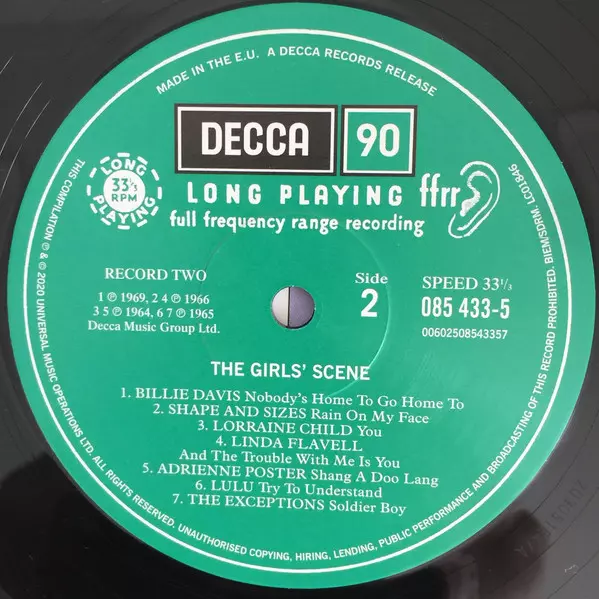 MADE IN THE E.U.  A DECCA RECORDS RELEASE
DECCA 90
LONG 33⅓ RPM PLAYING
LONG PLAYING ffrr
full frequency range recording
RECORD TWO
1 ℗ 1969, 2 4 ℗ 1966
3 5 ℗ 1964, 6 7 ℗ 1965
Decca Music Group Ltd.
Side
2
SPEED 33⅓
085 433-5
00602508543357
THE GIRLS' SCENE
1. BILLIE DAVIS Nobody's Home To Go Home To
2. SHAPE AND SIZES Rain On My Face
3. LORRAINE CHILD You
4. LINDA FLAVELL
And The Trouble With Me Is You
5. ADRIENNE POSTER Shang A Doo Lang
6. LULU Try To Understand
7. THE EXCEPTIONS Soldier Boy
THIS COMPILATION ℗ & © 2020 UNIVERSAL MUSIC OPERATIONS LTD. ALL RIGHTS RESERVED. UNAUTHORISED COPYING, HIRING, LENDING, PUBLIC PERFORMANCE AND BROADCASTING OF THIS RECORD PROHIBITED. BIEM/SDRM. LC01846